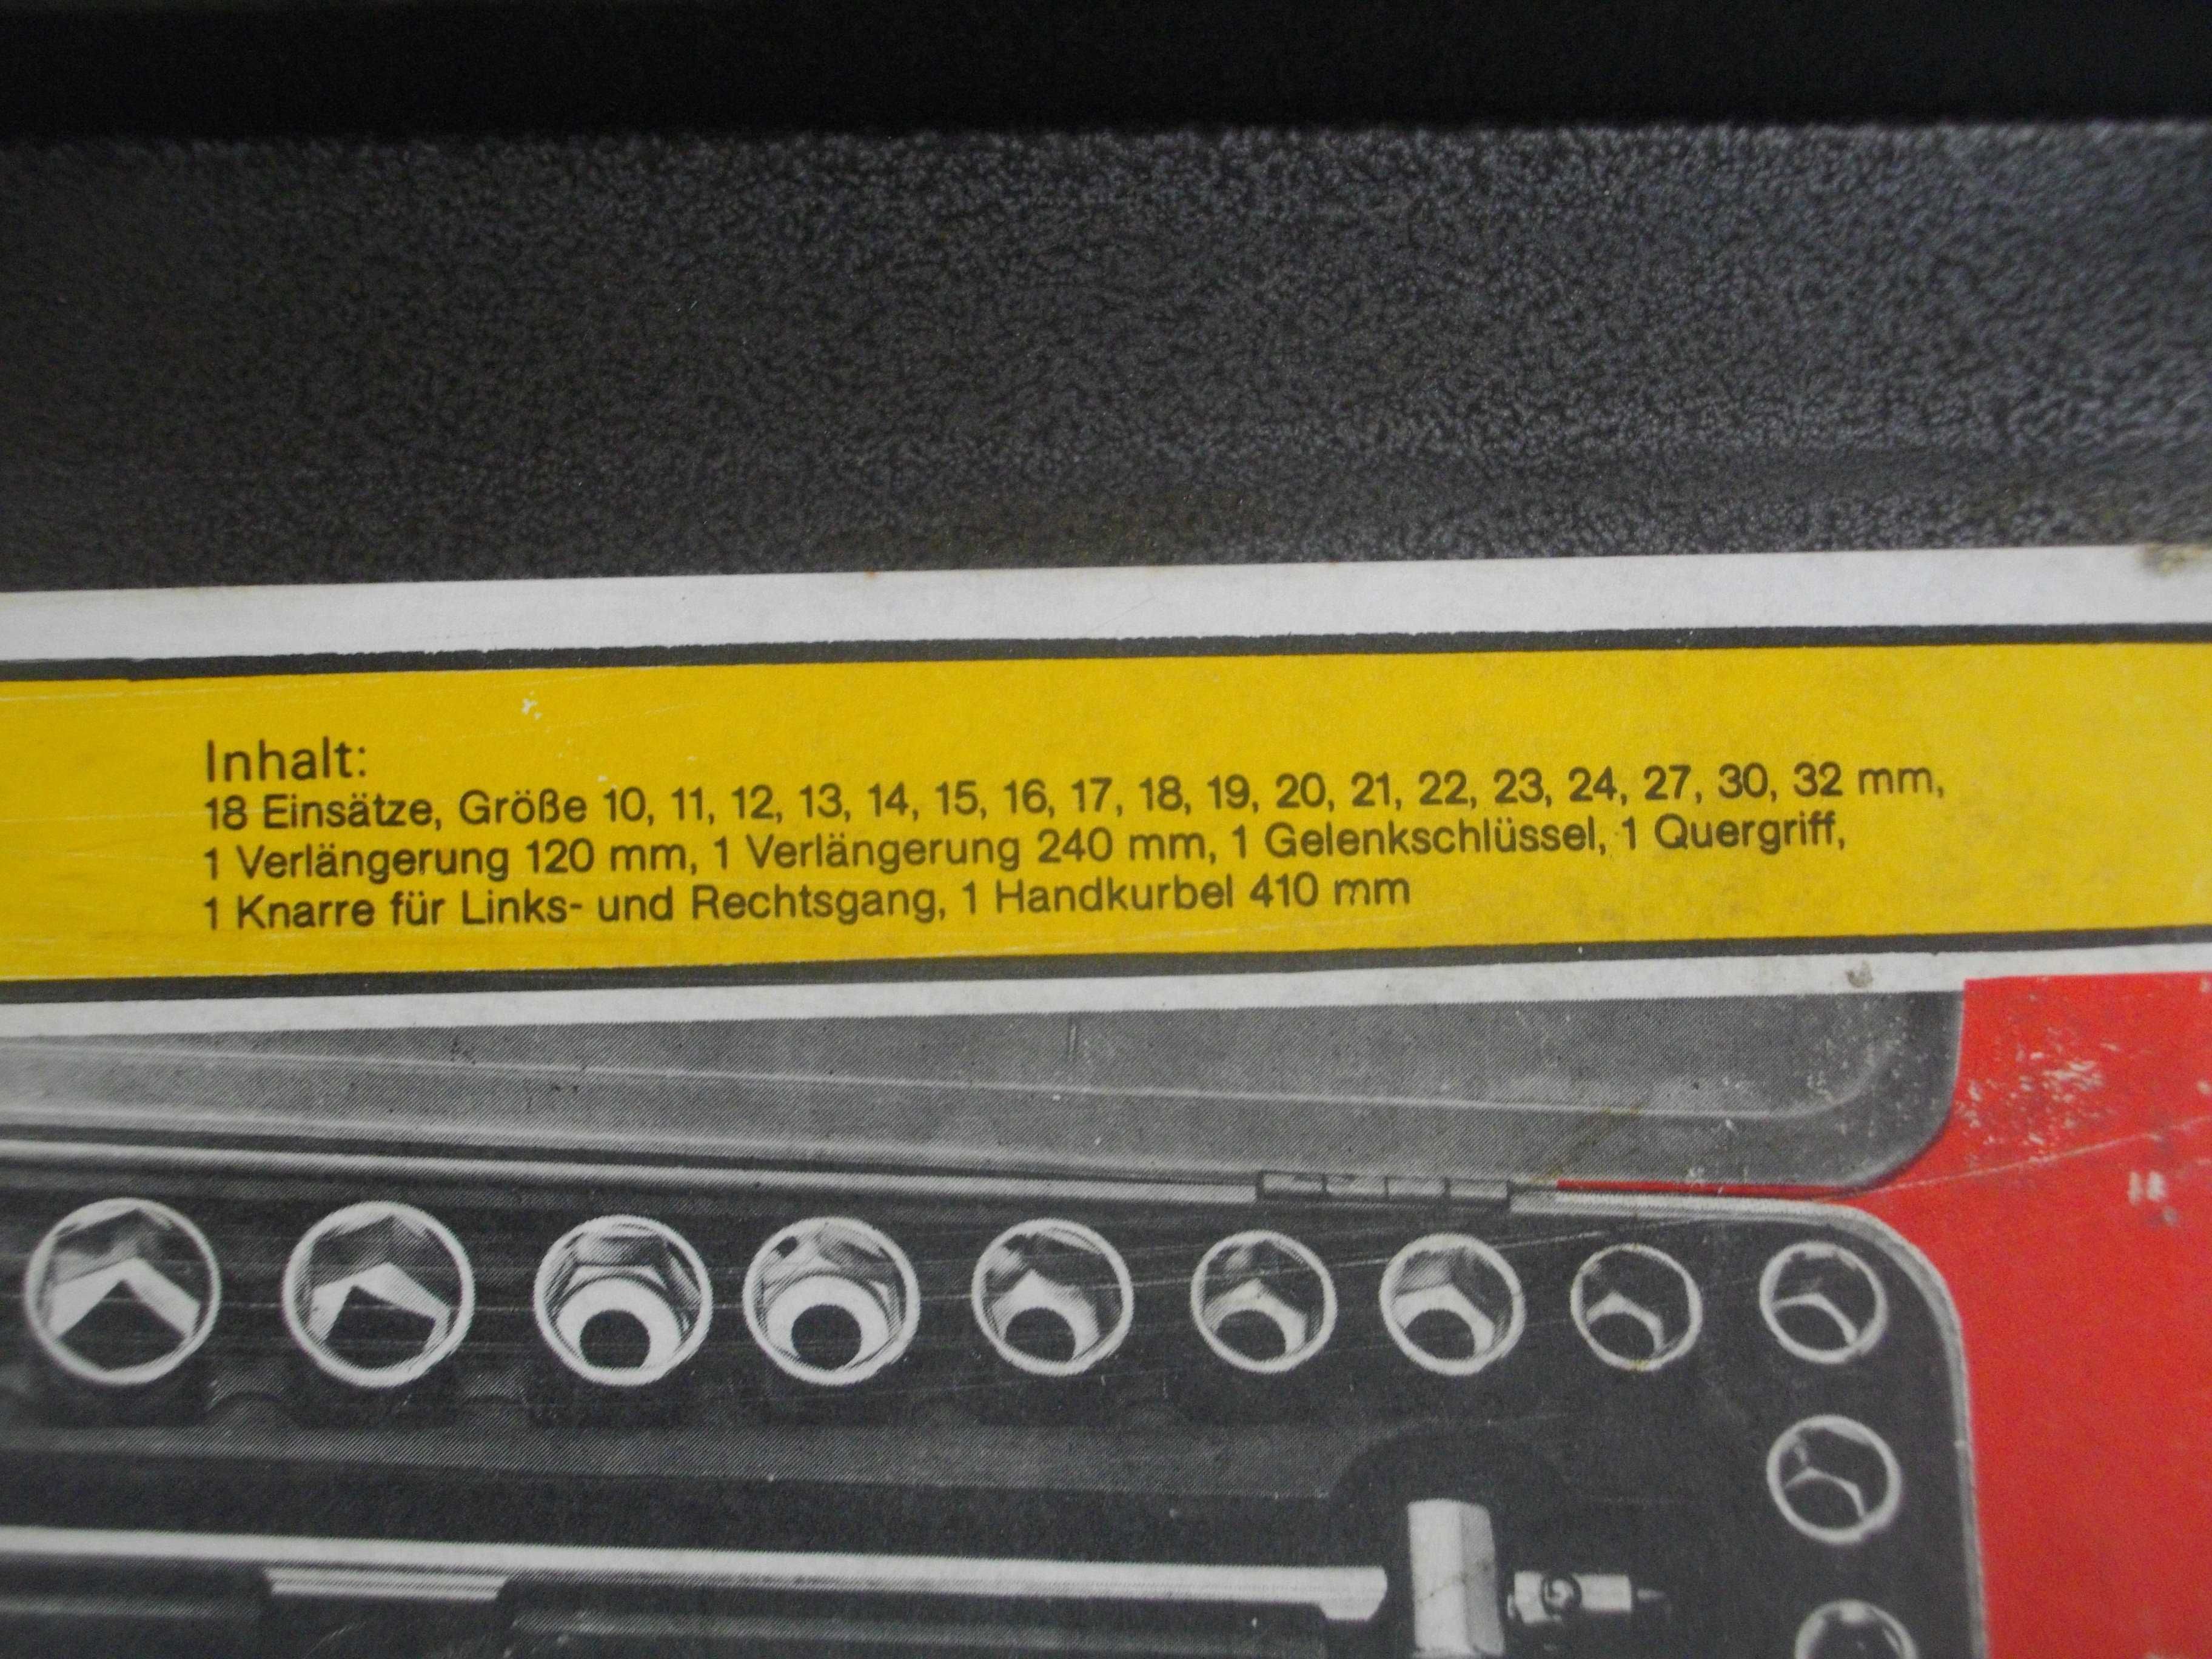 Inhalt:
18 Einsätze, Größe 10, 11, 12, 13, 14, 15, 16, 17, 18, 19, 20, 21, 22, 23, 24, 27, 30, 32 mm,
1 Verlängerung 120 mm, 1 Verlängerung 240 mm, 1 Gelenkschlüssel, 1 Quergriff,
1 Knarre für Links- und Rechtsgang, 1 Handkurbel 410 mm